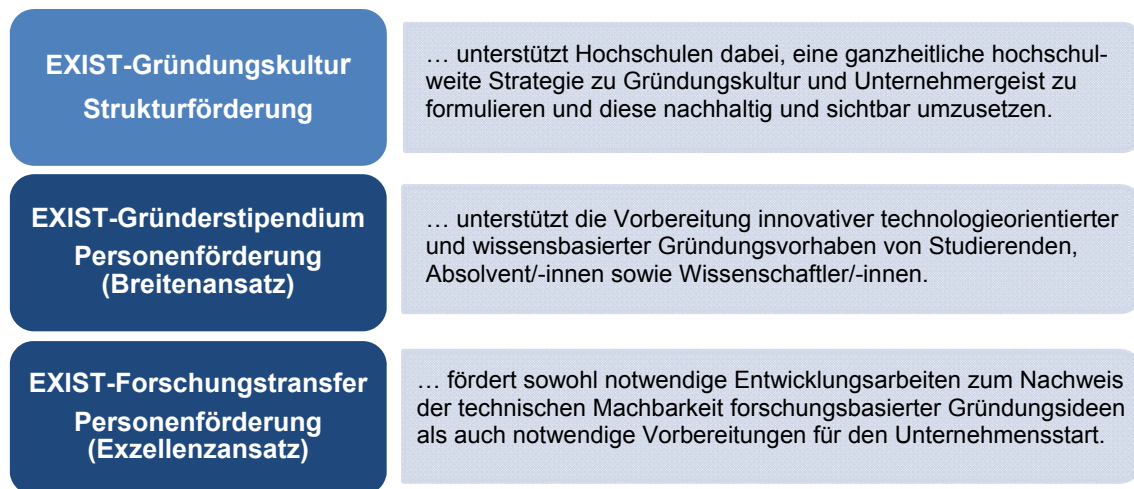 EXIST-Gründungskultur
Strukturförderung
… unterstützt Hochschulen dabei, eine ganzheitliche hochschul-
weite Strategie zu Gründungskultur und Unternehmergeist zu
formulieren und diese nachhaltig und sichtbar umzusetzen.
EXIST-Gründerstipendium
Personenförderung
(Breitenansatz)
… unterstützt die Vorbereitung innovativer technologieorientierter
und wissensbasierter Gründungsvorhaben von Studierenden,
Absolvent/-innen sowie Wissenschaftler/-innen.
EXIST-Forschungstransfer
Personenförderung
(Exzellenzansatz)
… fördert sowohl notwendige Entwicklungsarbeiten zum Nachweis
der technischen Machbarkeit forschungsbasierter Gründungsideen
als auch notwendige Vorbereitungen für den Unternehmensstart.